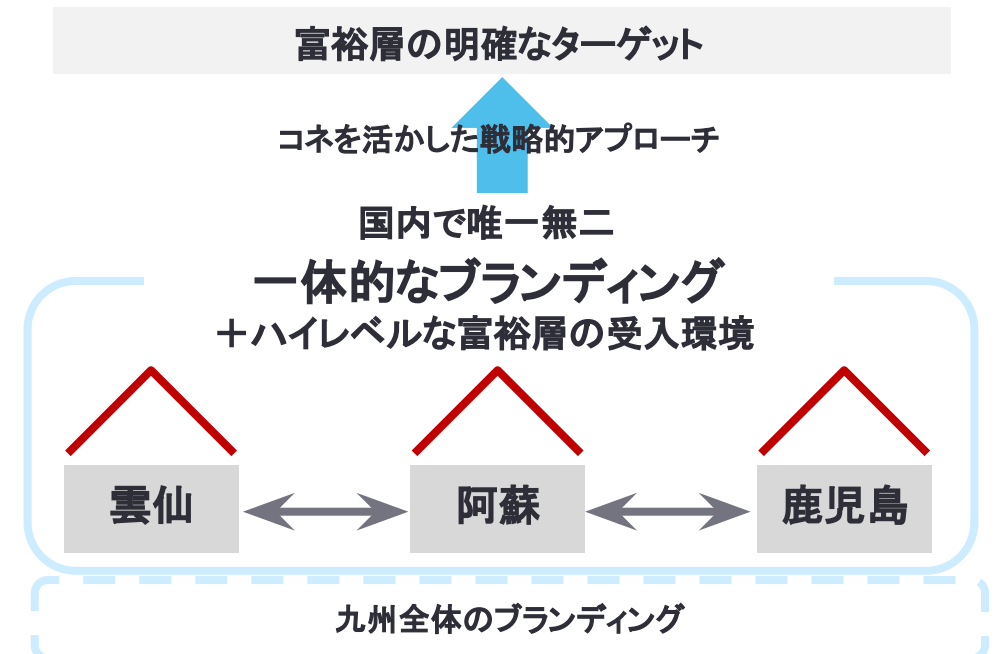 富裕層の明確なターゲット
コネを活かした戦略的アプローチ
国内で唯一無二
一体的なブランディング
＋ハイレベルな富裕層の受入環境
雲仙
阿蘇
鹿児島
九州全体のブランディング